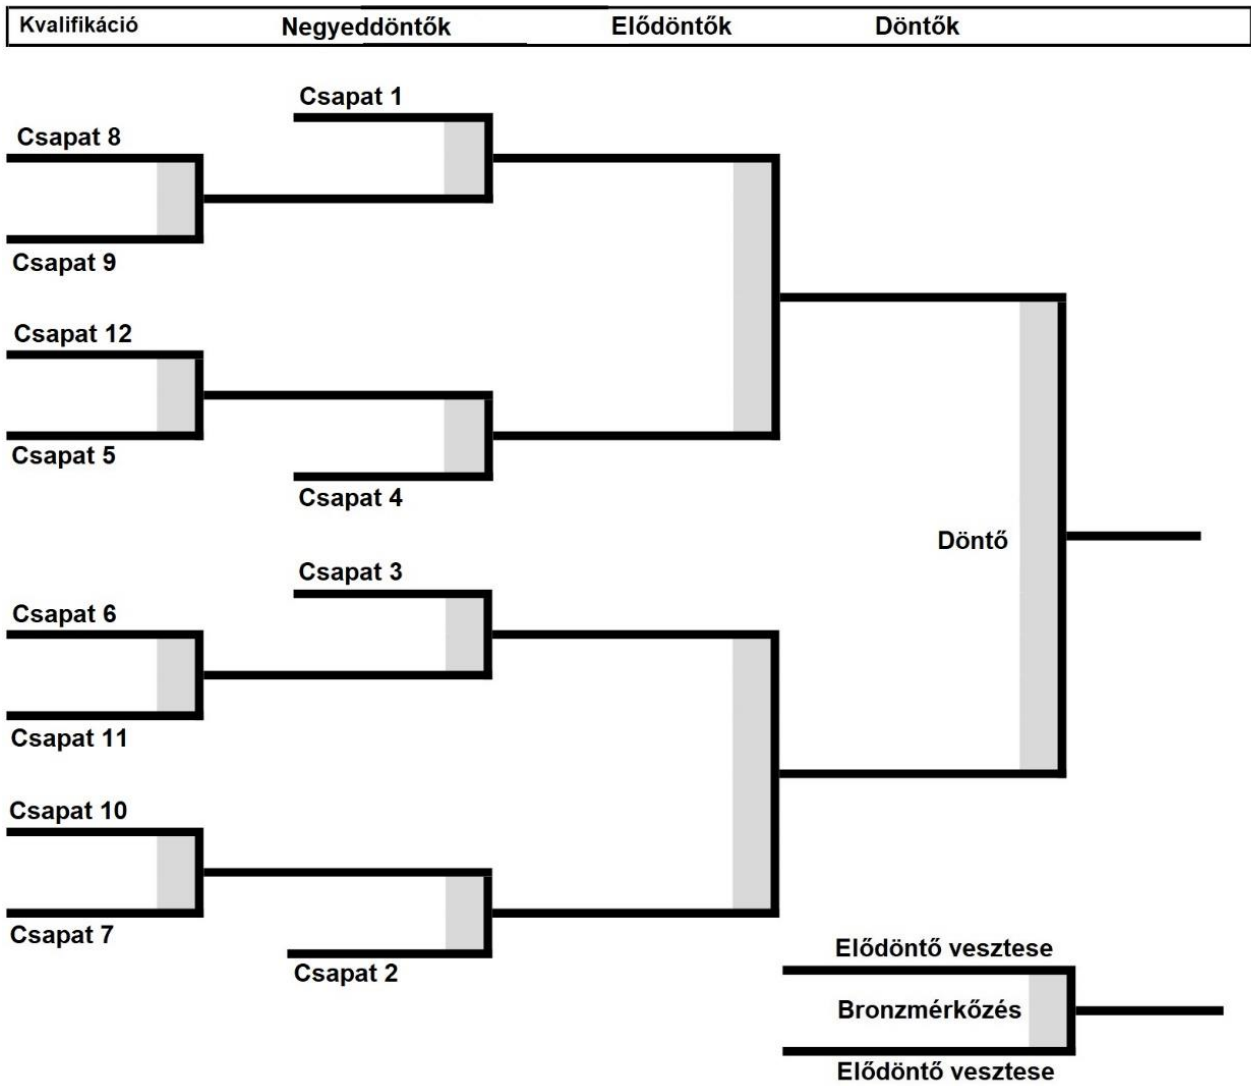 Kvalifikáció Negyeddöntők Elődöntők Döntők
Csapat 1
Csapat 8
Csapat 9
Csapat 12
Csapat 5
Csapat 4
Döntő
Csapat 3
Csapat 6
Csapat 11
Csapat 10
Csapat 7
Csapat 2
Elődöntő vesztese
Bronzmérkőzés
Elődöntő vesztese